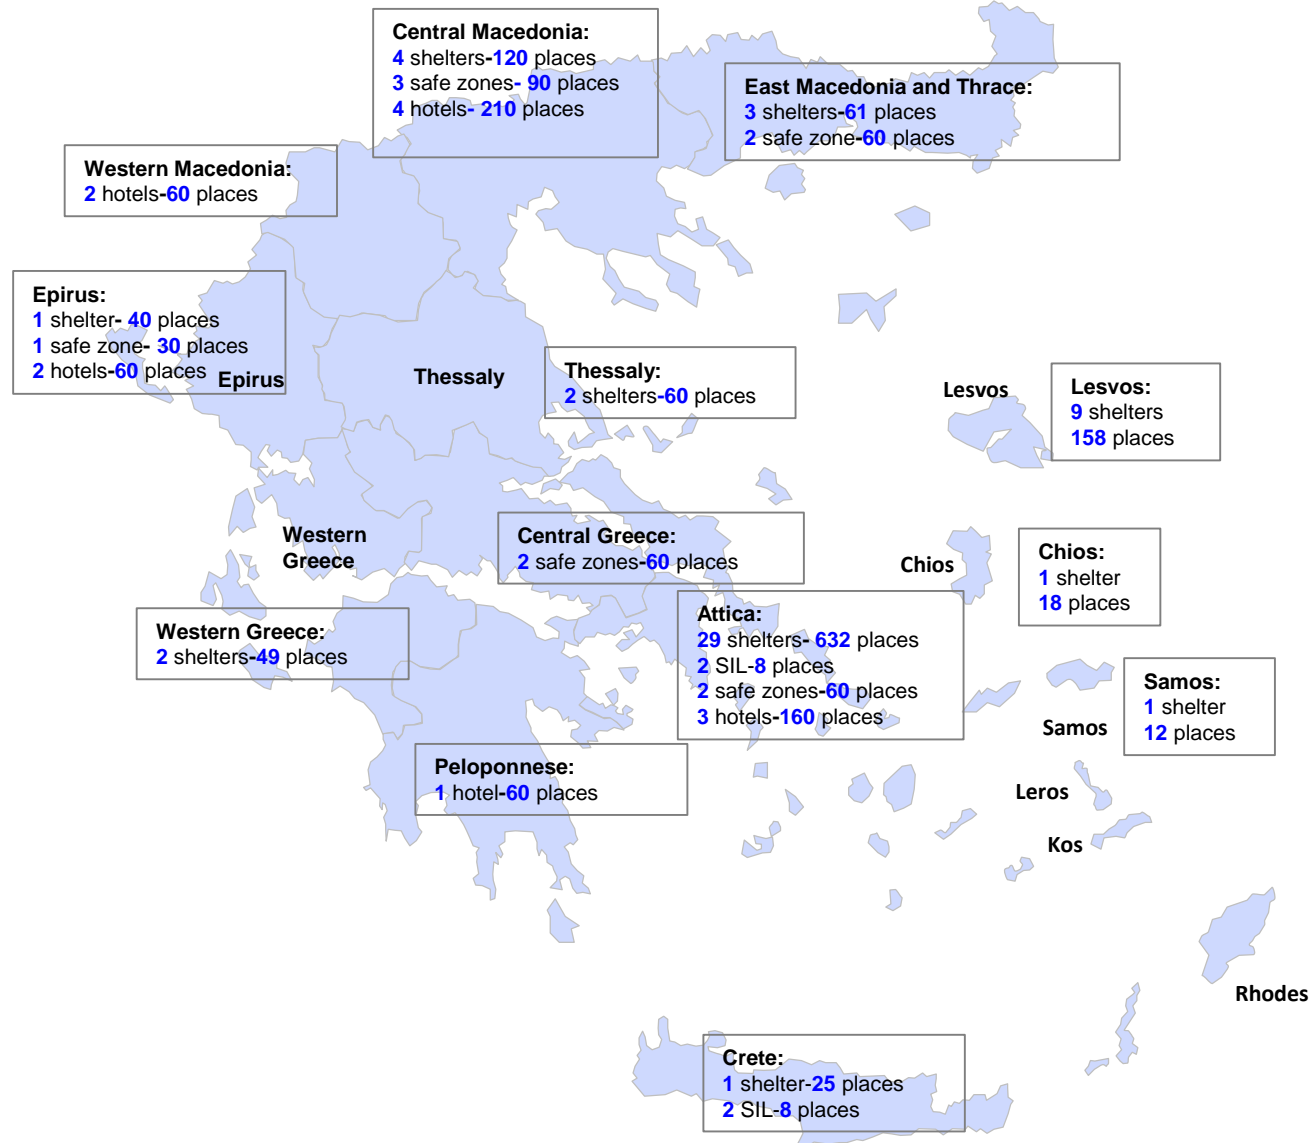 Central Macedonia:
4 shelters-120 places
3 safe zones- 90 places
4 hotels- 210 places
East Macedonia and Thrace:
3 shelters-61 places
2 safe zone-60 places
Western Macedonia:
2 hotels-60 places
Epirus:
1 shelter- 40 places
1 safe zone- 30 places
2 hotels-60 places
Epirus
Thessaly
Thessaly:
2 shelters-60 places
Lesvos
Lesvos:
9 shelters
158 places
Western
Greece
Central Greece:
2 safe zones-60 places
Chios
Chios:
1 shelter
18 places
Western Greece:
2 shelters-49 places
Attica:
29 shelters- 632 places
2 SIL-8 places
2 safe zones-60 places
3 hotels-160 places
Samos:
1 shelter
12 places
Samos
Peloponnese:
1 hotel-60 places
Leros
Kos
Rhodes
Crete:
1 shelter-25 places
2 SIL-8 places